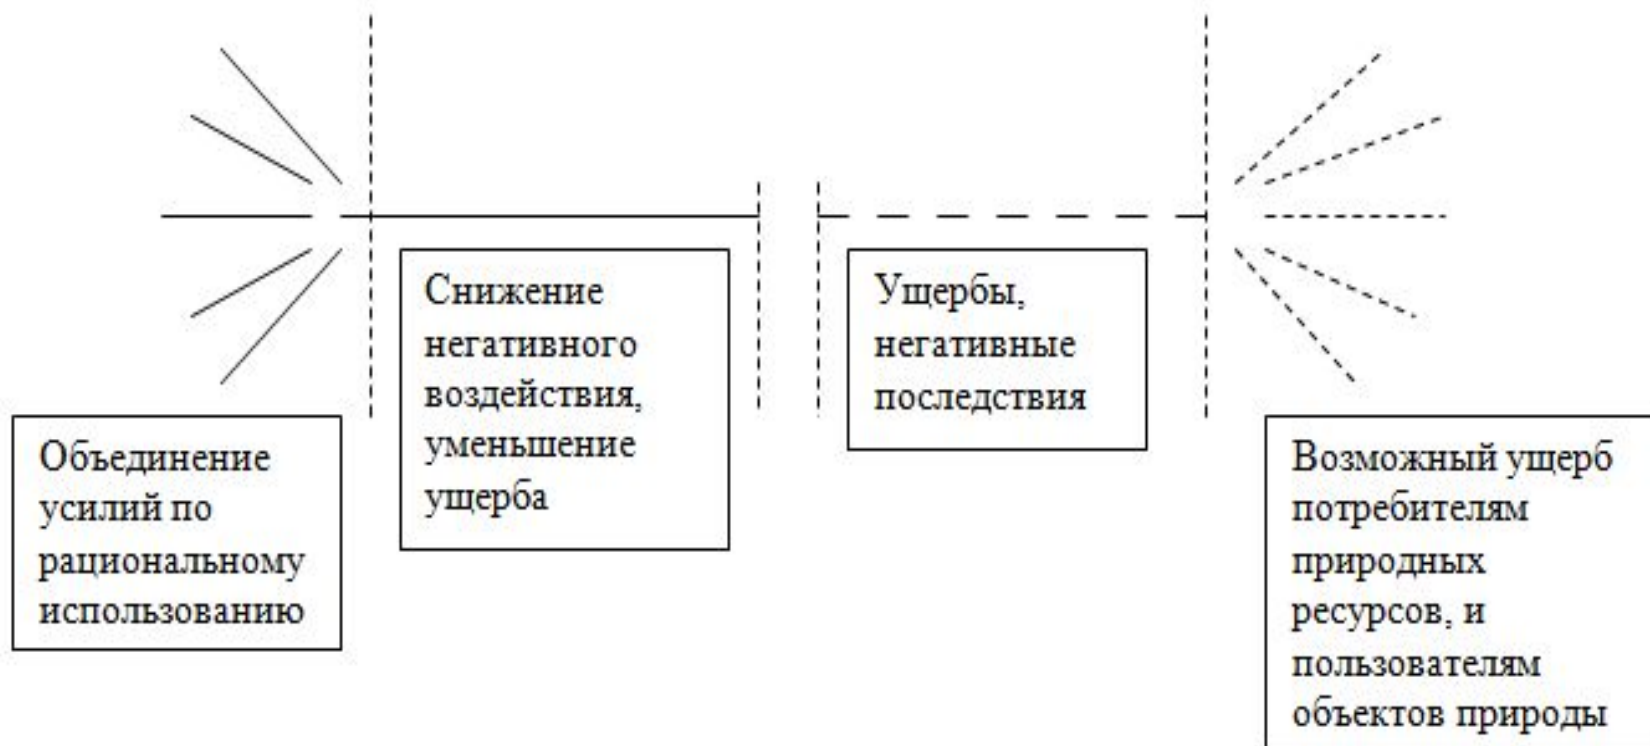 Объединение
усилий по
рациональному
использованию
Снижение
негативного
воздействия,
уменьшение
ущерба
Ущербы,
негативные
последствия
Возможный ущерб
потребителям
природных
ресурсов, и
пользователям
объектов природы